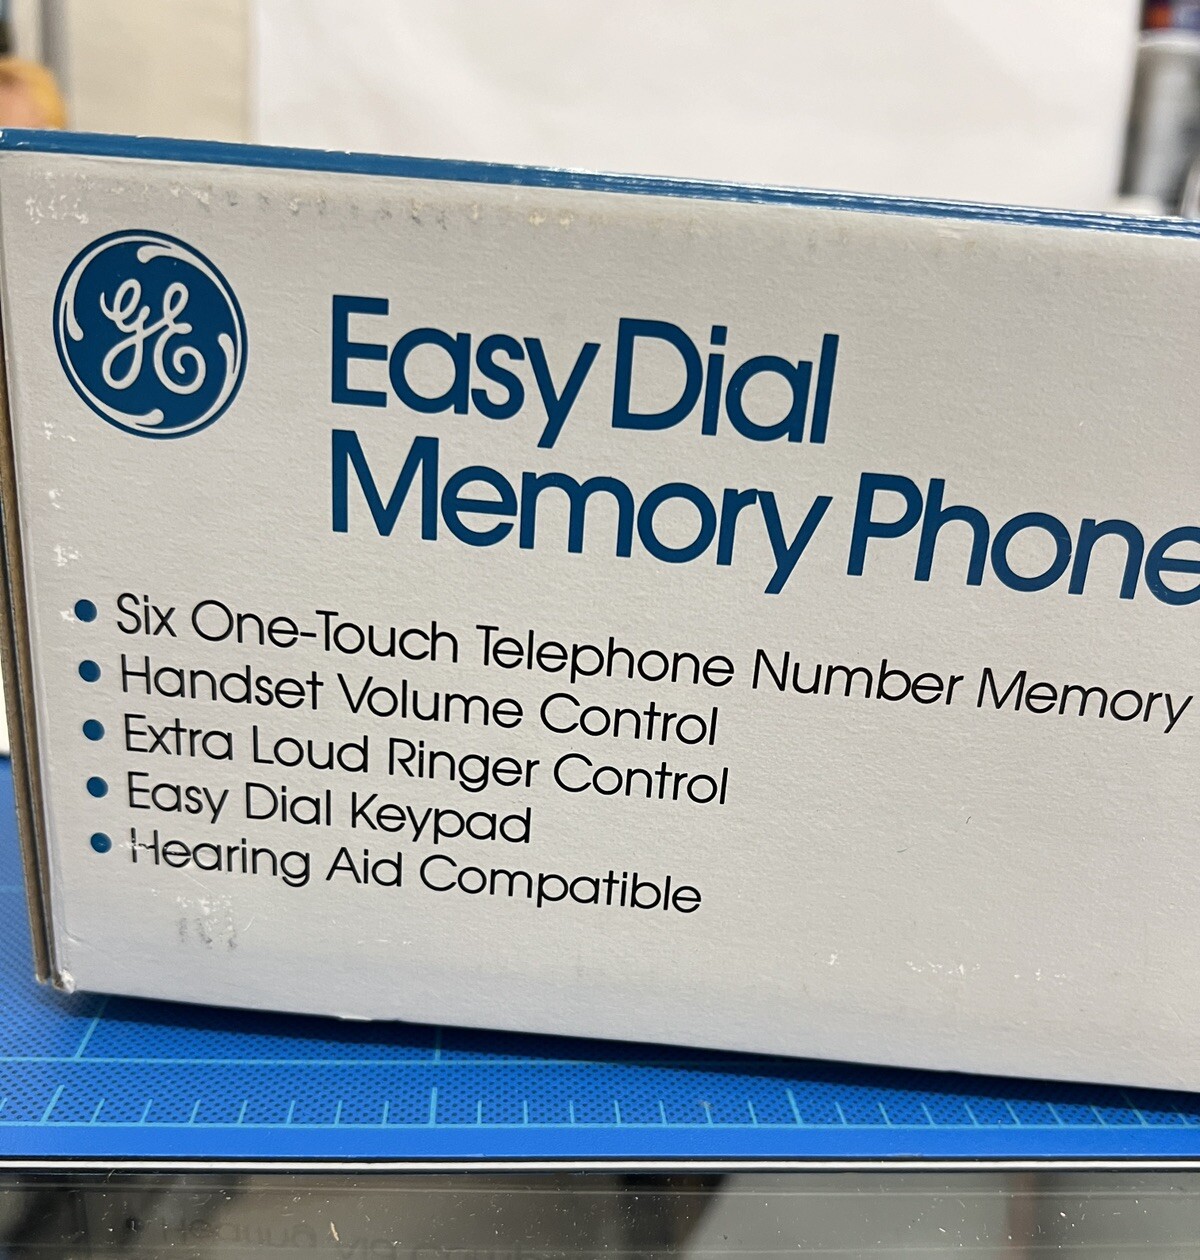 GE
Easy Dial
Memory Phone
• Six One-Touch Telephone Number Memory
• Handset Volume Control
• Extra Loud Ringer Control
• Easy Dial Keypad
• Hearing Aid Compatible